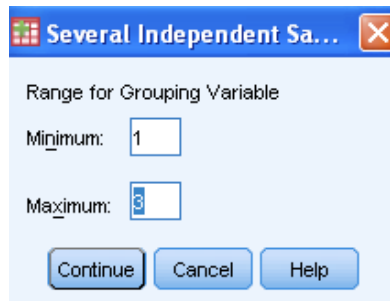 Several Independent Sa...
Range for Grouping Variable
Minimum: 1
Maximum: 3
Continue Cancel Help